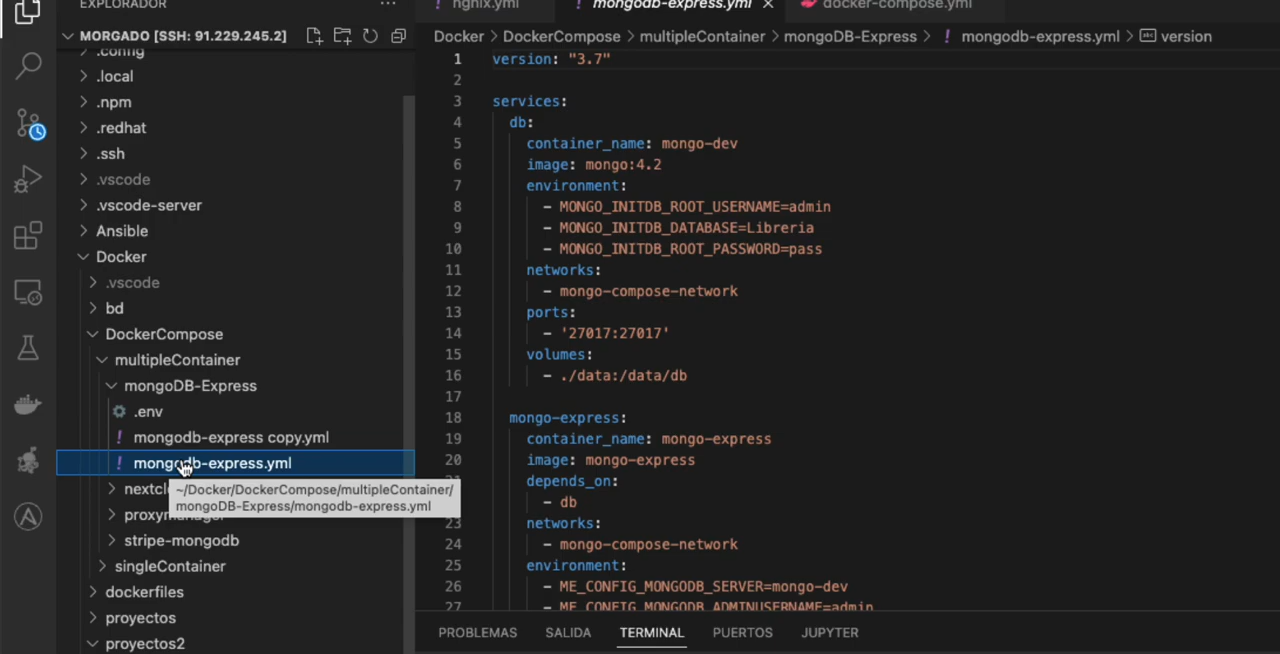 EXPLORADOR
MORGADO [SSH: 91.229.245.2]
.config
.local
.npm
.redhat
.ssh
.vscode
.vscode-server
Ansible
Docker
.vscode
bd
DockerCompose
multipleContainer
mongoDB-Express
.env
mongodb-express copy.yml
mongodb-express.yml
~/Docker/DockerCompose/multipleContainer/
mongoDB-Express/mongodb-express.yml
stripe-mongodb
singleContainer
dockerfiles
proyectos
proyectos2
nghix.yml
mongodb-express.yml
docker-compose.yml
Docker > DockerCompose > multipleContainer > mongoDB-Express > ! mongodb-express.yml > abc version
1 version: "3.7"
2
3 services:
4 db:
5 container_name: mongo-dev
6 image: mongo:4.2
7 environment:
8 - MONGO_INITDB_ROOT_USERNAME=admin
9 - MONGO_INITDB_DATABASE=Libreria
10 - MONGO_INITDB_ROOT_PASSWORD=pass
11 networks:
12 - mongo-compose-network
13 ports:
14 - '27017:27017'
15 volumes:
16 - ./data:/data/db
17
18 mongo-express:
19 container_name: mongo-express
20 image: mongo-express
depends_on:
- db
23 networks:
24 - mongo-compose-network
25 environment:
26 - ME_CONFIG_MONGODB_SERVER=mongo-dev
27 - ME_CONFIG_MONGODB_ADMINUSERNAME=admin
PROBLEMAS SALIDA TERMINAL PUERTOS JUPYTER